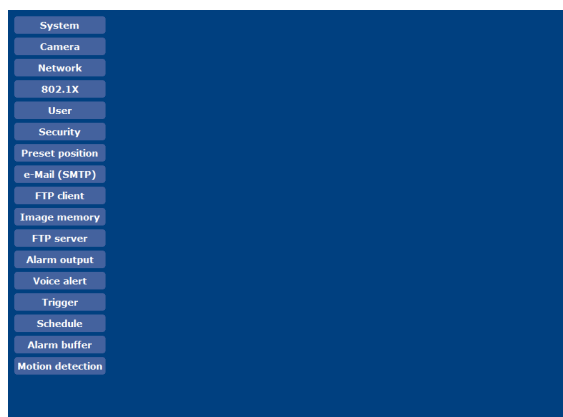 System
Camera
Network
802.1X
User
Security
Preset position
e-Mail (SMTP)
FTP client
Image memory
FTP server
Alarm output
Voice alert
Trigger
Schedule
Alarm buffer
Motion detection